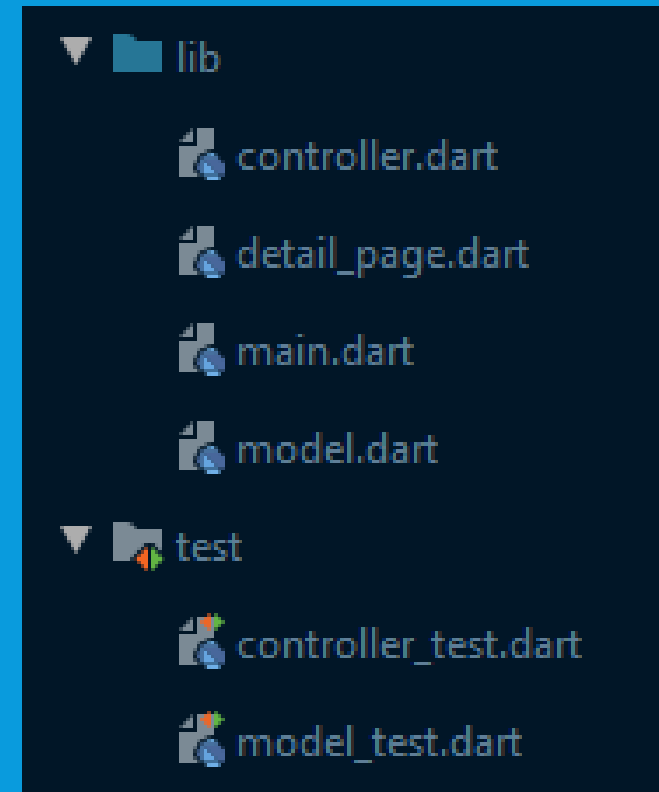 lib
controller.dart
detail_page.dart
main.dart
model.dart
test
controller_test.dart
model_test.dart